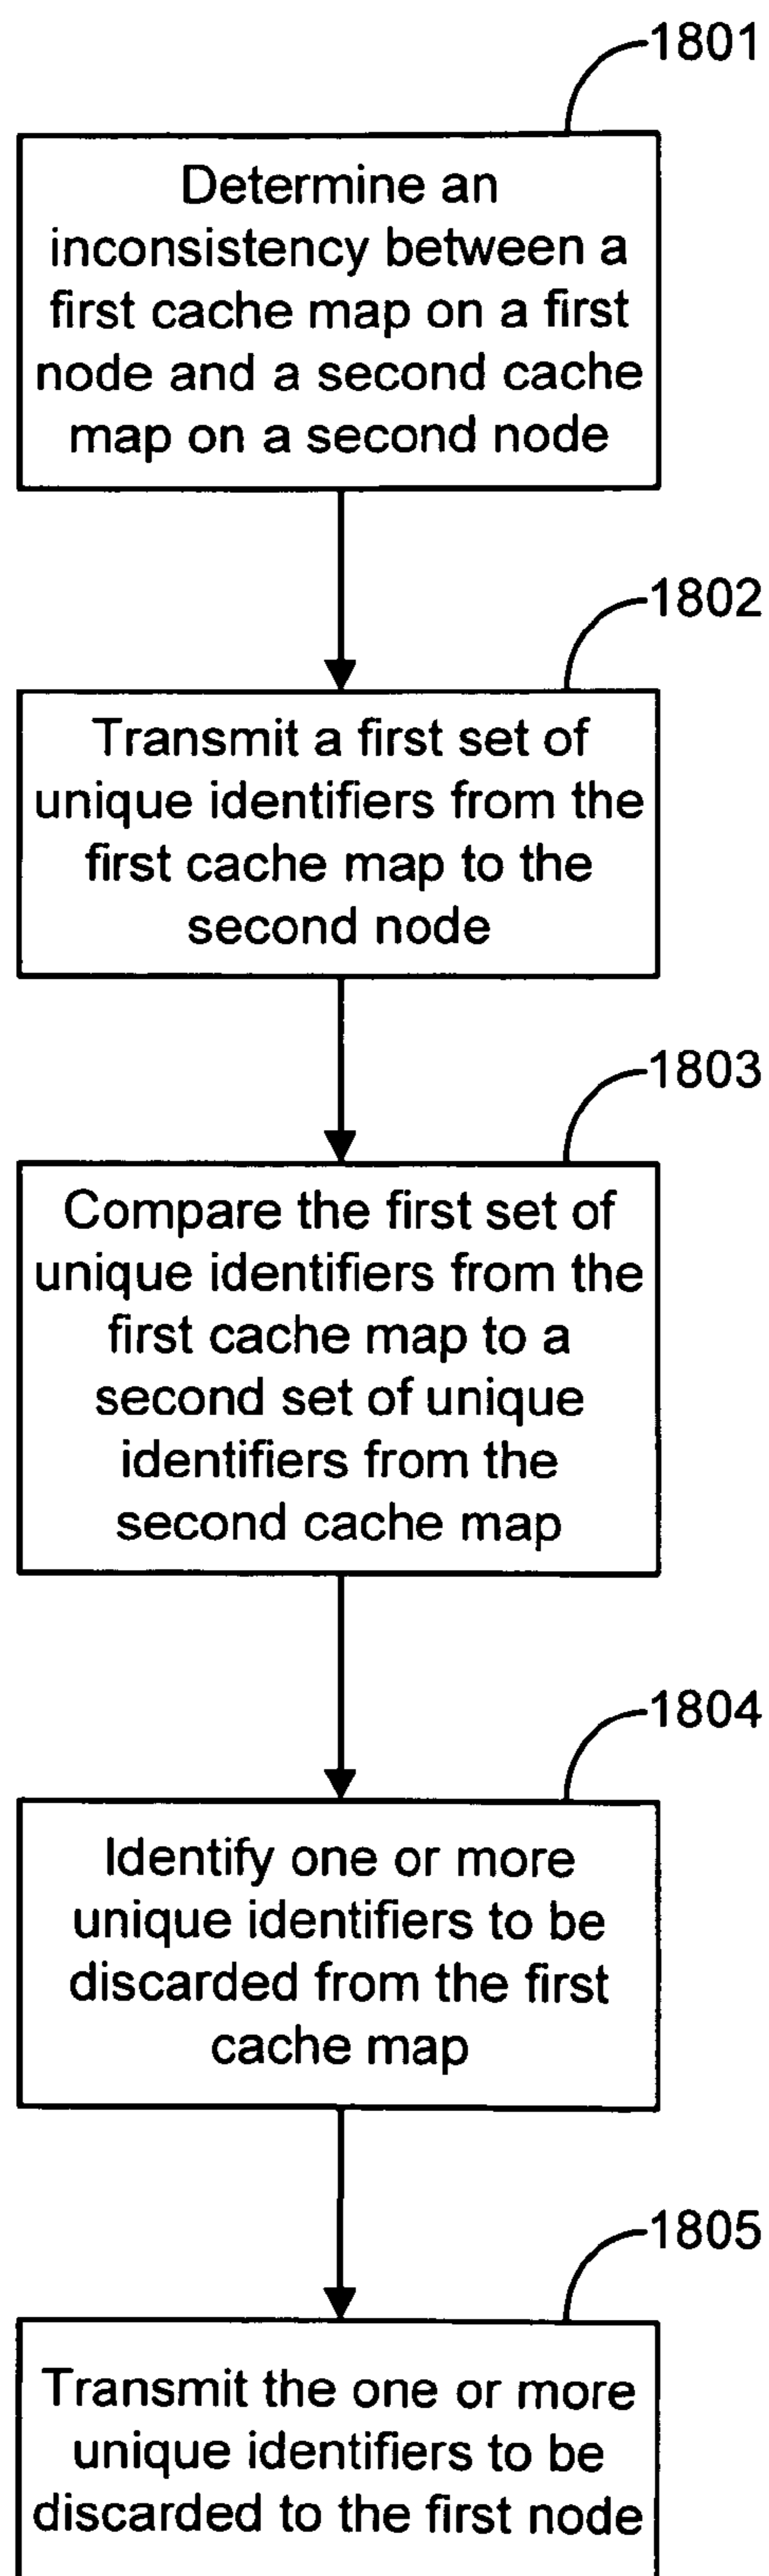 1801
Determine an
inconsistency between a
first cache map on a first
node and a second cache
map on a second node
1802
Transmit a first set of
unique identifiers from the
first cache map to the
second node
1803
Compare the first set of
unique identifiers from the
first cache map to a
second set of unique
identifiers from the
second cache map
1804
Identify one or more
unique identifiers to be
discarded from the first
cache map
1805
Transmit the one or more
unique identifiers to be
discarded to the first node